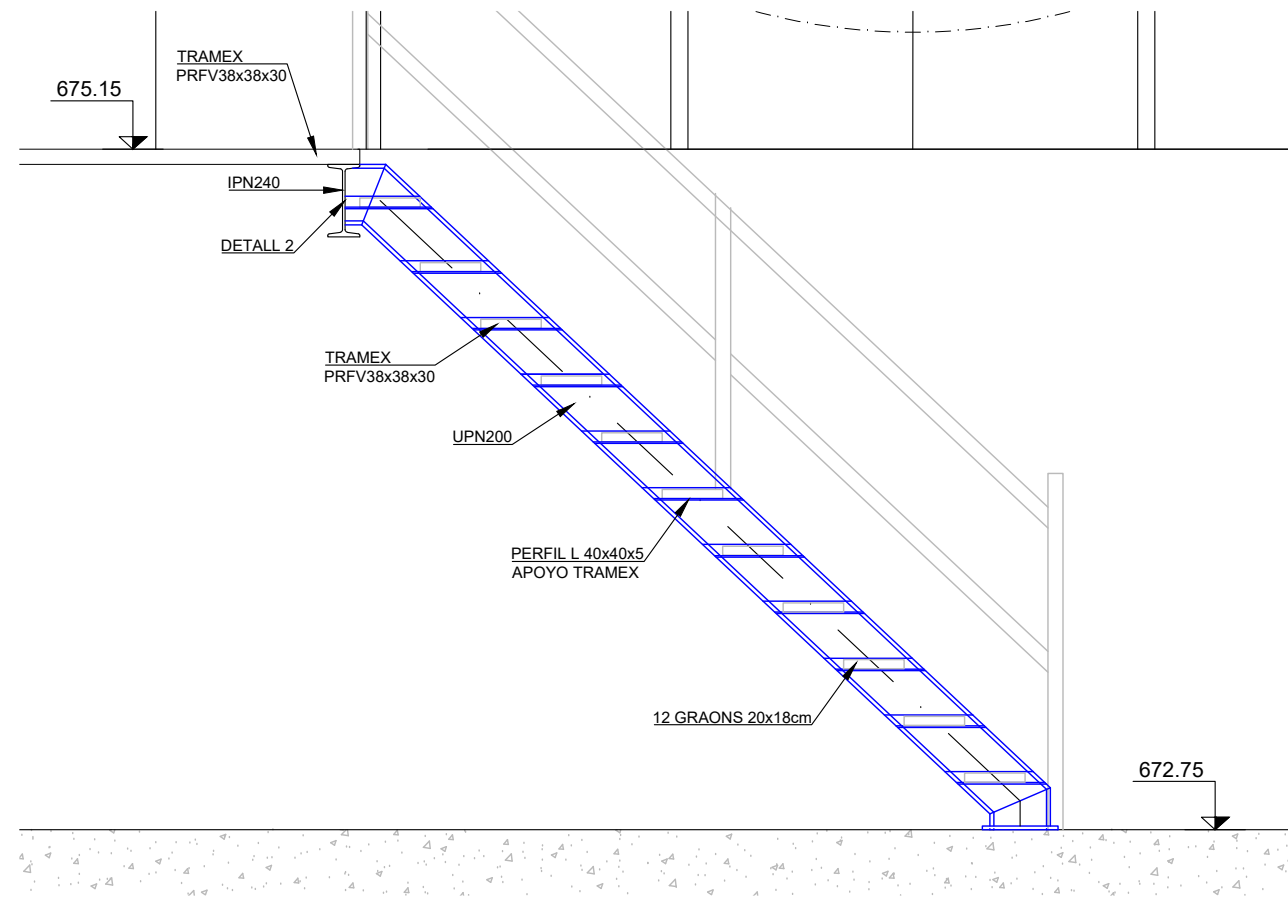 TRAMEX
PRFV38x38x30
675.15
IPN240
DETALL 2
TRAMEX
PRFV38x38x30
UPN200
PERFIL L 40x40x5
APOYO TRAMEX
12 GRAONS 20x18cm
672.75